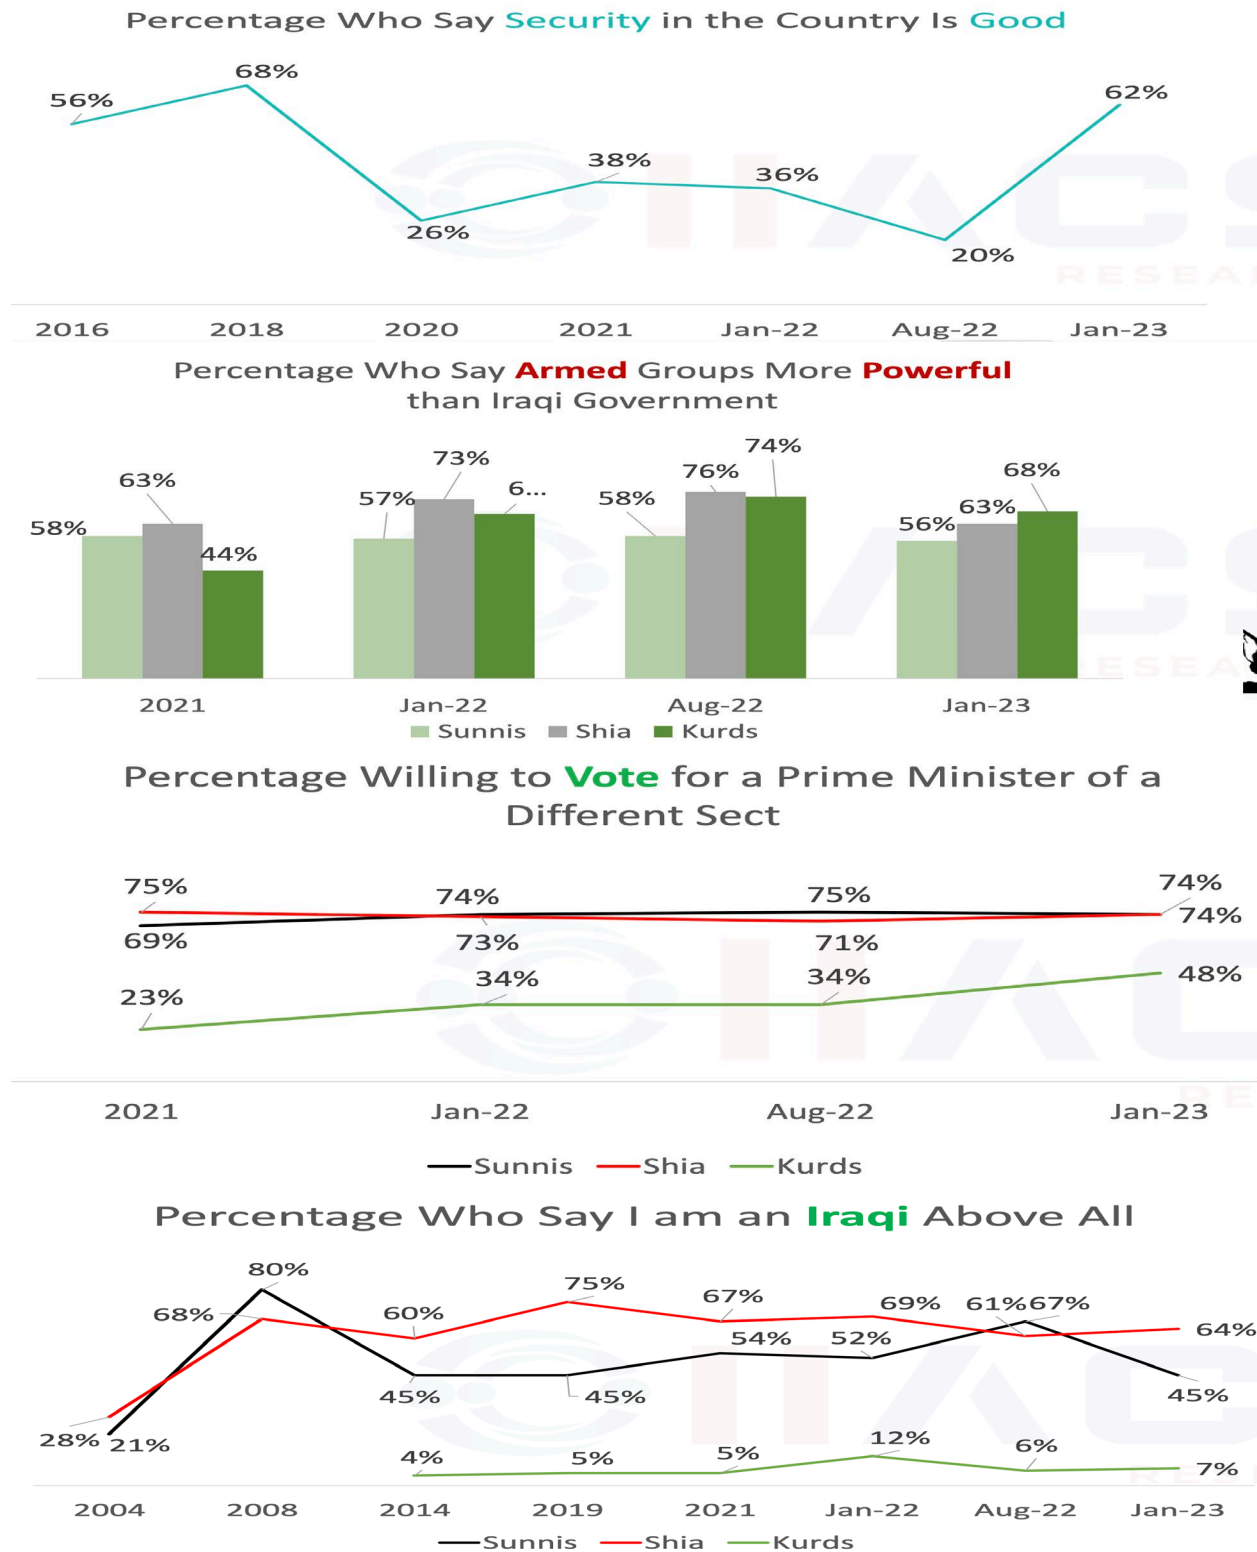 Percentage Who Say Security in the Country Is Good
68%
56%
62%
38%
36%
26%
20%
2016 2018 2020 2021 Jan-22 Aug-22 Jan-23
Percentage Who Say Armed Groups More Powerful
than Iraqi Government
58% 63% 44%
57% 73% 6...
58% 76% 74%
56% 63% 68%
2021 Jan-22 Aug-22 Jan-23
Sunnis Shia Kurds
Percentage Willing to Vote for a Prime Minister of a
Different Sect
75% 74% 75% 74%
69% 73% 71% 74%
23% 34% 34% 48%
2021 Jan-22 Aug-22 Jan-23
Sunnis Shia Kurds
Percentage Who Say I am an Iraqi Above All
80%
68% 60% 75% 67% 69% 61% 67% 64%
54% 52%
45% 45% 45%
28% 21%
4% 5% 5% 12% 6% 7%
2004 2008 2014 2019 2021 Jan-22 Aug-22 Jan-23
Sunnis Shia Kurds